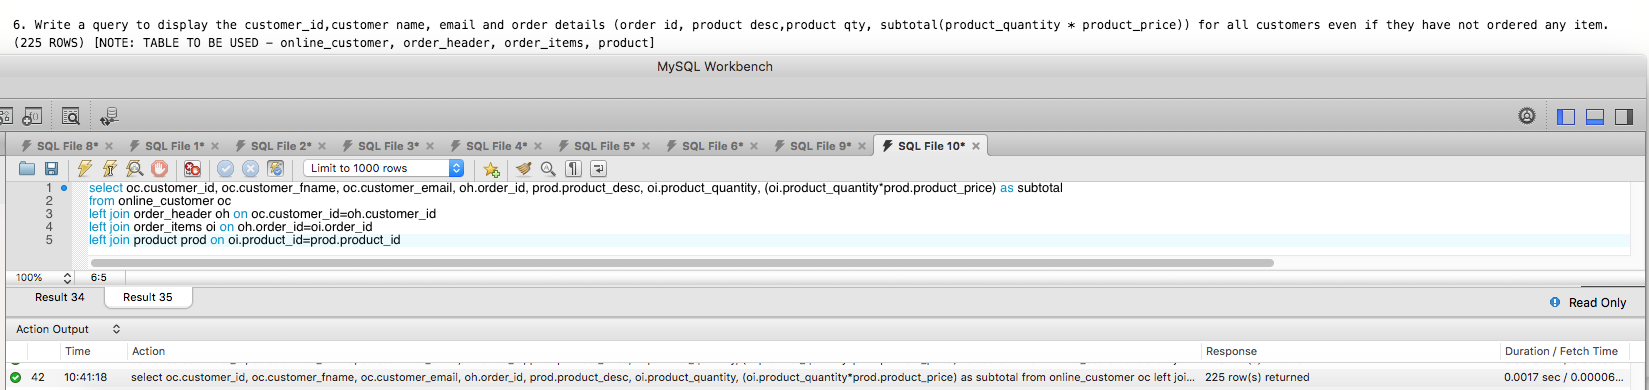 6. Write a query to display the customer_id,customer name, email and order details (order id, product desc,product qty, subtotal(product_quantity * product_price)) for all customers even if they have not ordered any item.
(225 ROWS) [NOTE: TABLE TO BE USED - online_customer, order_header, order_items, product]
MySQL Workbench
SQL File 8* SQL File 1* SQL File 2* SQL File 3* SQL File 4* SQL File 5* SQL File 6* SQL File 9* SQL File 10*
Limit to 1000 rows
1 select oc.customer_id, oc.customer_fname, oc.customer_email, oh.order_id, prod.product_desc, oi.product_quantity, (oi.product_quantity*prod.product_price) as subtotal
2 from online_customer oc
3 left join order_header oh on oc.customer_id=oh.customer_id
4 left join order_items oi on oh.order_id=oi.order_id
5 left join product prod on oi.product_id=prod.product_id
100% 6:5
Result 34 Result 35
Read Only
Action Output
Time Action Response Duration / Fetch Time
42 10:41:18 select oc.customer_id, oc.customer_fname, oc.customer_email, oh.order_id, prod.product_desc, oi.product_quantity, (oi.product_quantity*prod.product_price) as subtotal from online_customer oc left joi... 225 row(s) returned 0.0017 sec / 0.00006...